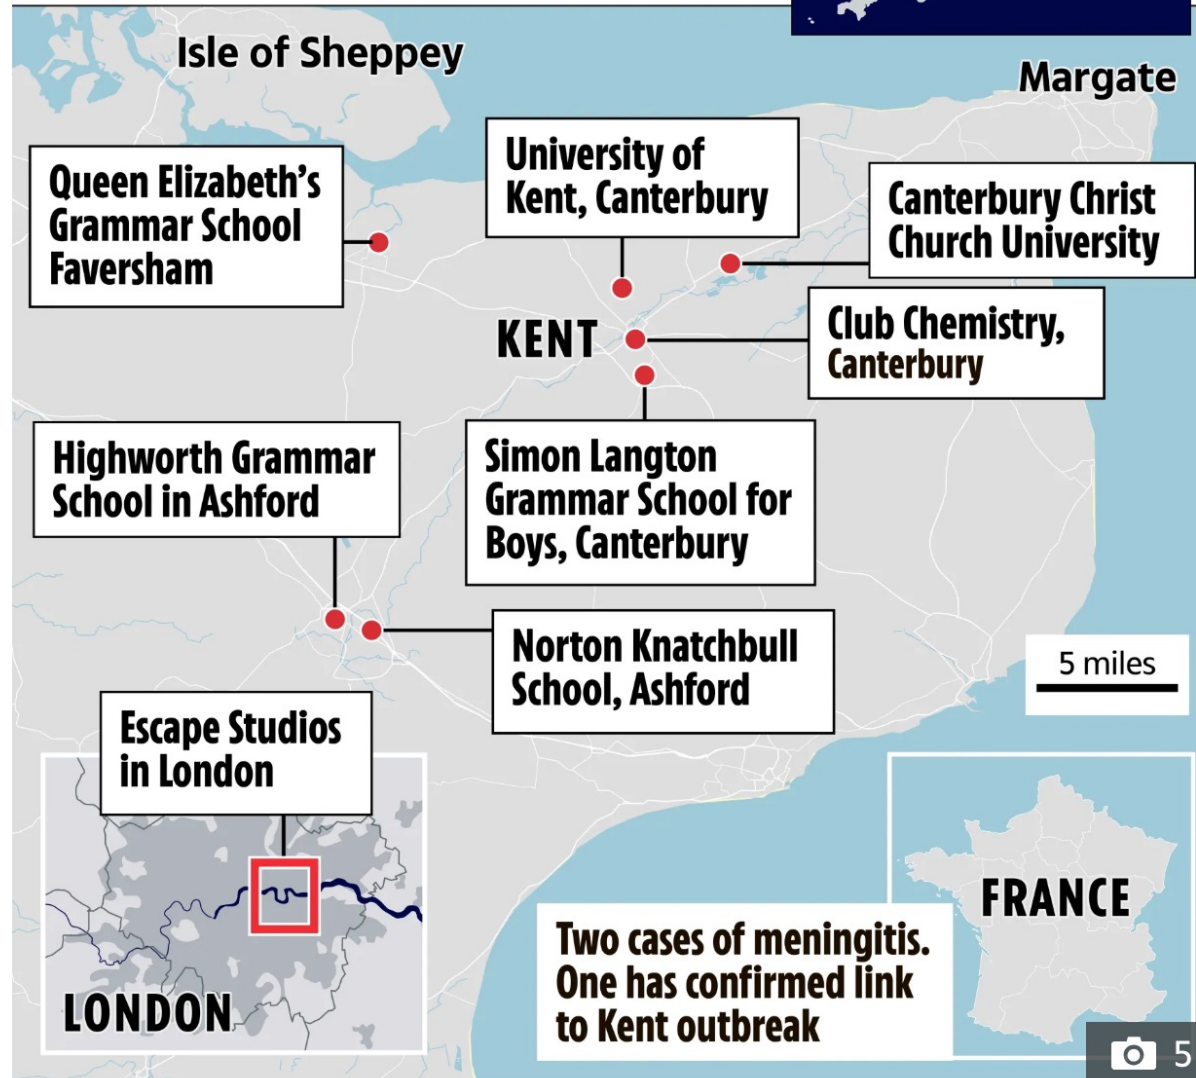 Isle of Sheppey
Margate
University of
Kent, Canterbury
Queen Elizabeth’s
Grammar School
Faversham
Canterbury Christ
Church University
KENT
Club Chemistry,
Canterbury
Highworth Grammar
School in Ashford
Simon Langton
Grammar School for
Boys, Canterbury
Norton Knatchbull
School, Ashford
5 miles
Escape Studios
in London
LONDON
FRANCE
Two cases of meningitis.
One has confirmed link
to Kent outbreak
5